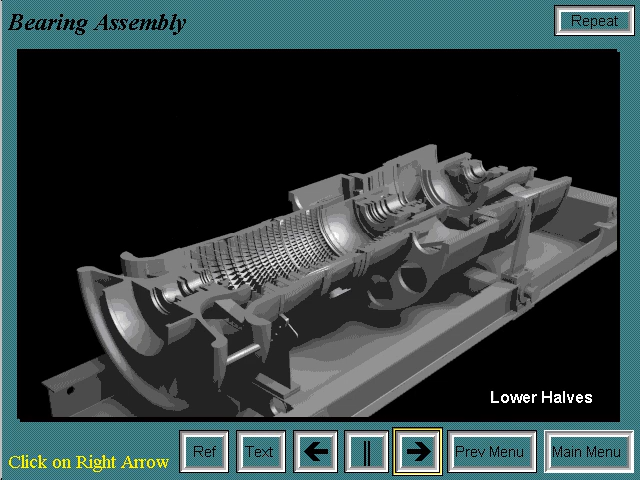 Bearing Assembly
Repeat
Lower Halves
Click on Right Arrow
Ref
Text
Prev Menu
Main Menu